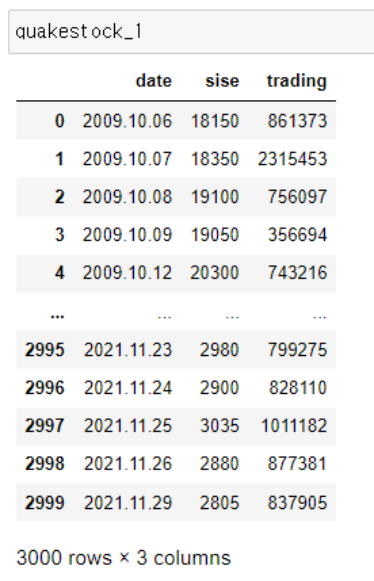 quakestock_1
date sise trading
0 2009.10.06 18150 861373
1 2009.10.07 18350 2315453
2 2009.10.08 19100 756097
3 2009.10.09 19050 356694
4 2009.10.12 20300 743216
... ... ... ...
2995 2021.11.23 2980 799275
2996 2021.11.24 2900 828110
2997 2021.11.25 3035 1011182
2998 2021.11.26 2880 877381
2999 2021.11.29 2805 837905
3000 rows × 3 columns